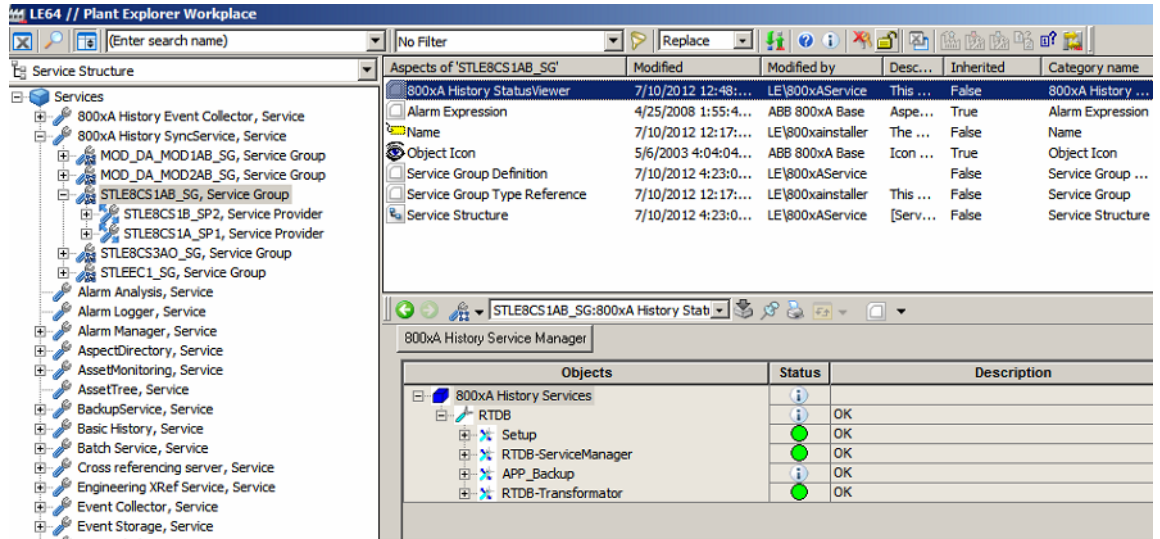 LE64 // Plant Explorer Workplace
(Enter search name)
No Filter
Replace
Service Structure
Services
800xA History Event Collector, Service
800xA History SyncService, Service
MOD_DA_MOD1AB_SG, Service Group
MOD_DA_MOD2AB_SG, Service Group
STLE8CS1AB_SG, Service Group
STLE8CS1B_SP2, Service Provider
STLE8CS1A_SP1, Service Provider
STLE8CS3AO_SG, Service Group
STLEEC1_SG, Service Group
Alarm Analysis, Service
Alarm Logger, Service
Alarm Manager, Service
AspectDirectory, Service
AssetMonitoring, Service
AssetTree, Service
BackupService, Service
Basic History, Service
Batch Service, Service
Cross referencing server, Service
Engineering XRef Service, Service
Event Collector, Service
Event Storage, Service
Aspects of 'STLE8CS1AB_SG' Modified Modified by Desc... Inherited Category name
800xA History StatusViewer 7/10/2012 12:48:... LE\800xAService This ... False 800xA History ...
Alarm Expression 4/25/2008 1:55:4... ABB 800xA Base Aspe... True Alarm Expression
Name 7/10/2012 12:17:... LE\800xainstaller The ... False Name
Object Icon 5/6/2003 4:04:04... ABB 800xA Base Icon ... True Object Icon
Service Group Definition 7/10/2012 4:23:0... LE\800xAService False Service Group ...
Service Group Type Reference 7/10/2012 12:17:... LE\800xainstaller This ... False Service Group
Service Structure 7/10/2012 4:23:0... LE\800xAService [Serv... False Service Structure
STLE8CS1AB_SG:800xA History Stat
800xA History Service Manager
Objects Status Description
800xA History Services
RTDB OK
Setup OK
RTDB-ServiceManager OK
APP_Backup OK
RTDB-Transformator OK